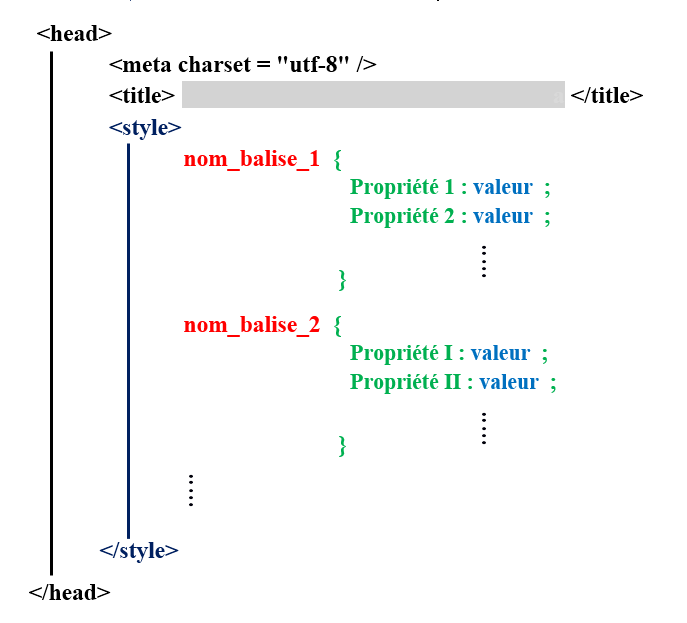 <head>
<meta charset = "utf-8" />
<title> </title>
<style>
nom_balise_1 {
Propriété 1 : valeur ;
Propriété 2 : valeur ;
}
nom_balise_2 {
Propriété I : valeur ;
Propriété II : valeur ;
}
</style>
</head>